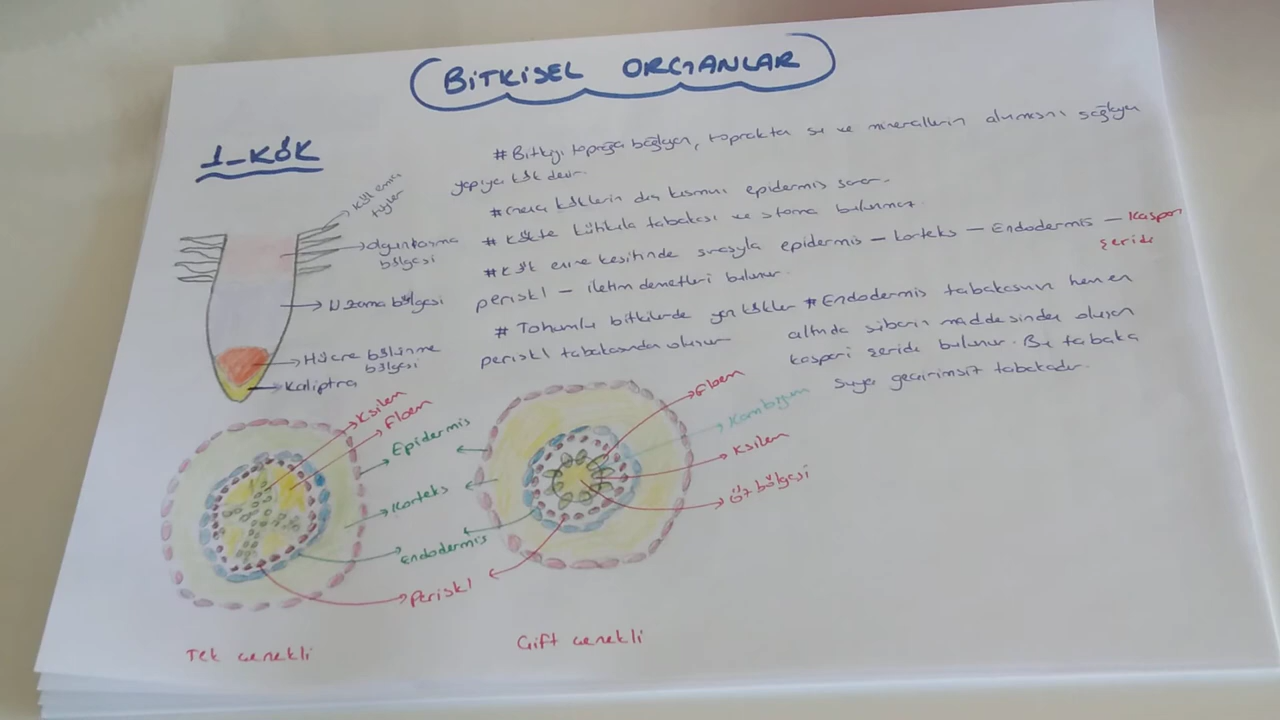 BİTKİSEL ORGANLAR
1-KÖK
# Bitkiyi toprağa bağlayan, topraktan su ve minerallerin alınmasını sağlayan
yapıya kök denir.
# Genç köklerin dış kısmını epidermis sarar.
# Kökte kütikula tabakası ve stoma bulunmaz.
# Kök enine kesitinde sırasıyla epidermis – korteks – Endodermis – Kaspari
şeridi
periskl – iletim demetleri bulunur.
# Tohumlu bitkilerde yan kökler
periskl tabakasından oluşur
# Endodermis tabakasının hemen
altında süberin maddesinden oluşan
kaspari şeridi bulunur. Bu tabaka
suya geçirimsiz tabakadır.
Kök emici
tüyler
Olgunlaşma
bölgesi
Uzama bölgesi
Hücre bölünme
bölgesi
Kaliptra
Ksilem
Floem
Epidermis
Korteks
Endodermis
Periskl
Floem
Kambiyum
Ksilem
Öz bölgesi
Tek çenekli
Çift çenekli